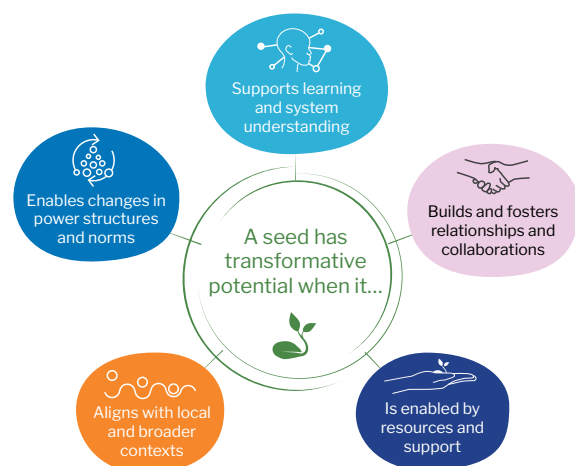 Supports learning
and system
understanding
Enables changes in
power structures
and norms
Builds and fosters
relationships and
collaborations
A seed has
transformative
potential when it...
Aligns with local
and broader
contexts
Is enabled by
resources and
support